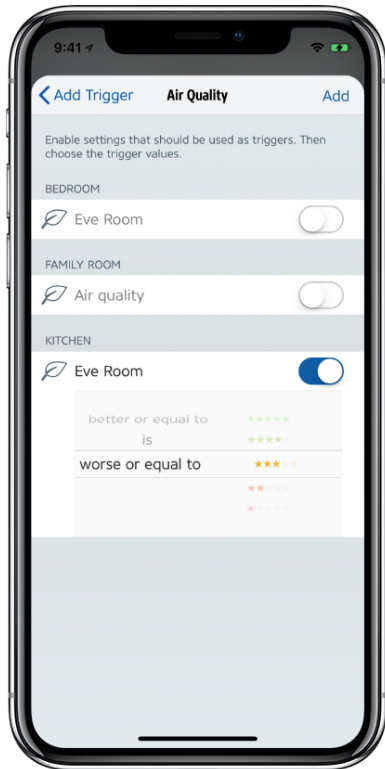 9:41
Add Trigger Air Quality Add
Enable settings that should be used as triggers. Then
choose the trigger values.
BEDROOM
Eve Room
FAMILY ROOM
Air quality
KITCHEN
Eve Room
better or equal to ★★★★★
is ★★★★★
worse or equal to ★★★★★
★★★★★
★★★★★